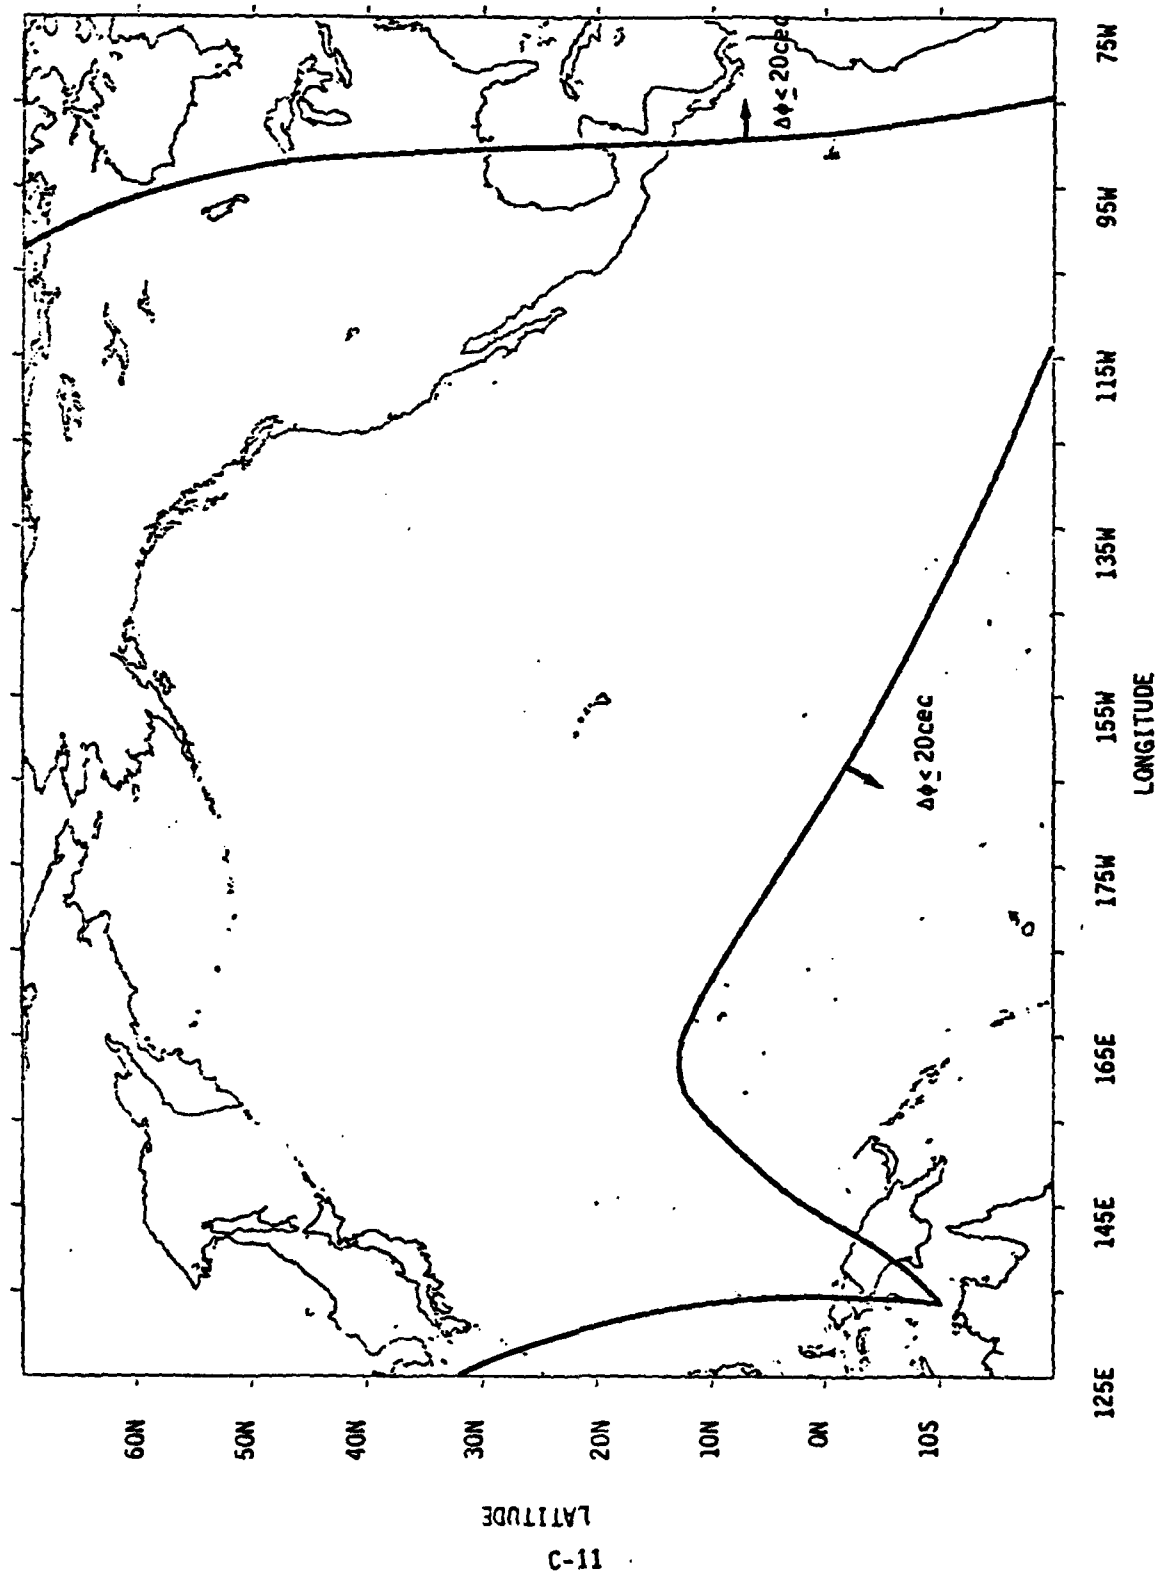 LATITUDE
60N
50N
40N
30N
20N
10N
0N
10S
125E
145E
165E
175W
155W
135W
115W
95W
75W
LONGITUDE
Δϕ ≤ 20cec
Δϕ ≤ 20cec
C-11